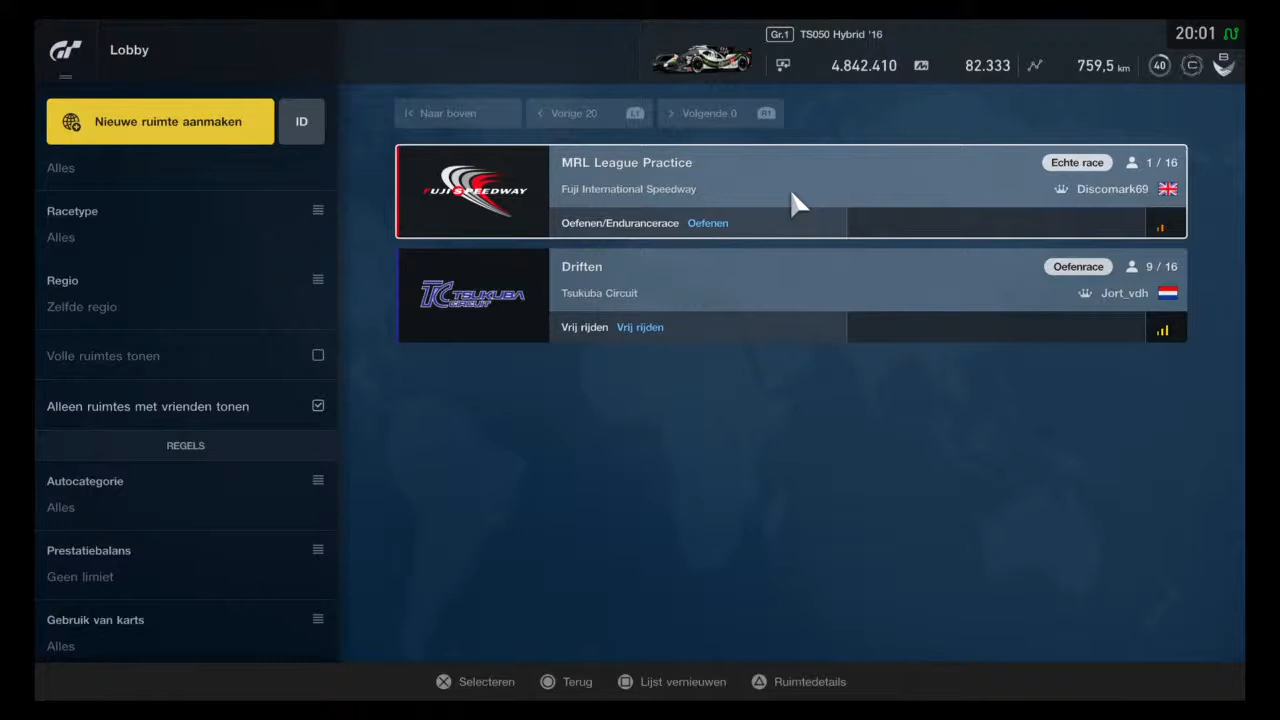 Lobby
Gr.1 TS050 Hybrid '16
20:01
4.842.410 82.333 759,5 km 40 C B
Nieuwe ruimte aanmaken ID
Naar boven Vorige 20 L1 Volgende 0 R1
Alles
Racetype
Alles
Regio
Zelfde regio
Volle ruimtes tonen
Alleen ruimtes met vrienden tonen
REGELS
Autocategorie
Alles
Prestatiebalans
Geen limiet
Gebruik van karts
Alles
FUJI SPEEDWAY
MRL League Practice Echte race 1 / 16
Fuji International Speedway Discomark69
Oefenen/Endurancerace Oefenen
TC TSUKUBA CIRCUIT
Driften Oefenrace 9 / 16
Tsukuba Circuit Jort_vdh
Vrij rijden Vrij rijden
Selecteren Terug Lijst vernieuwen Ruimtedetails